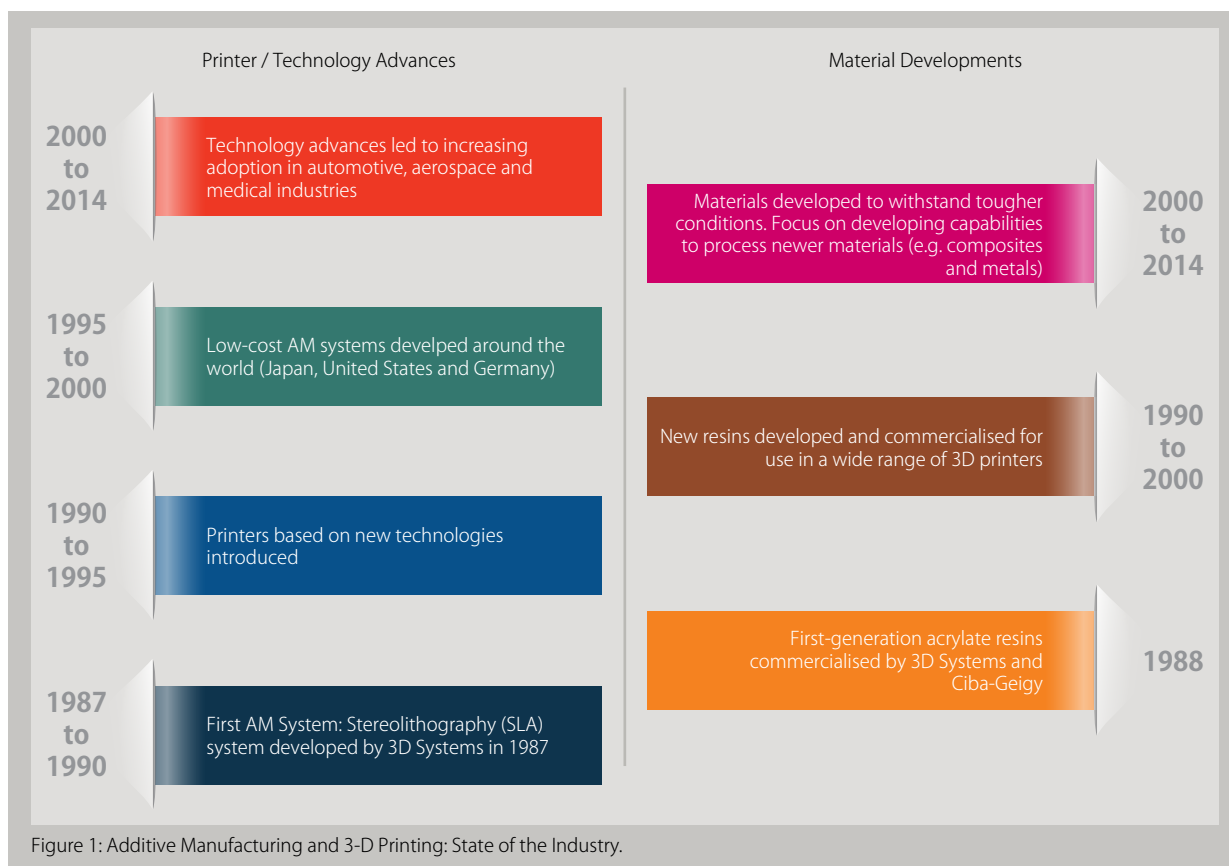 Printer / Technology Advances
2000
to
2014
Technology advances led to increasing
adoption in automotive, aerospace and
medical industries
1995
to
2000
Low-cost AM systems develped around the
world (Japan, United States and Germany)
1990
to
1995
Printers based on new technologies
introduced
1987
to
1990
First AM System: Stereolithography (SLA)
system developed by 3D Systems in 1987
Material Developments
Materials developed to withstand tougher
conditions. Focus on developing capabilities
to process newer materials (e.g. composites
and metals)
2000
to
2014
New resins developed and commercialised for
use in a wide range of 3D printers
1990
to
2000
First-generation acrylate resins
commercialised by 3D Systems and
Ciba-Geigy
1988
Figure 1: Additive Manufacturing and 3-D Printing: State of the Industry.